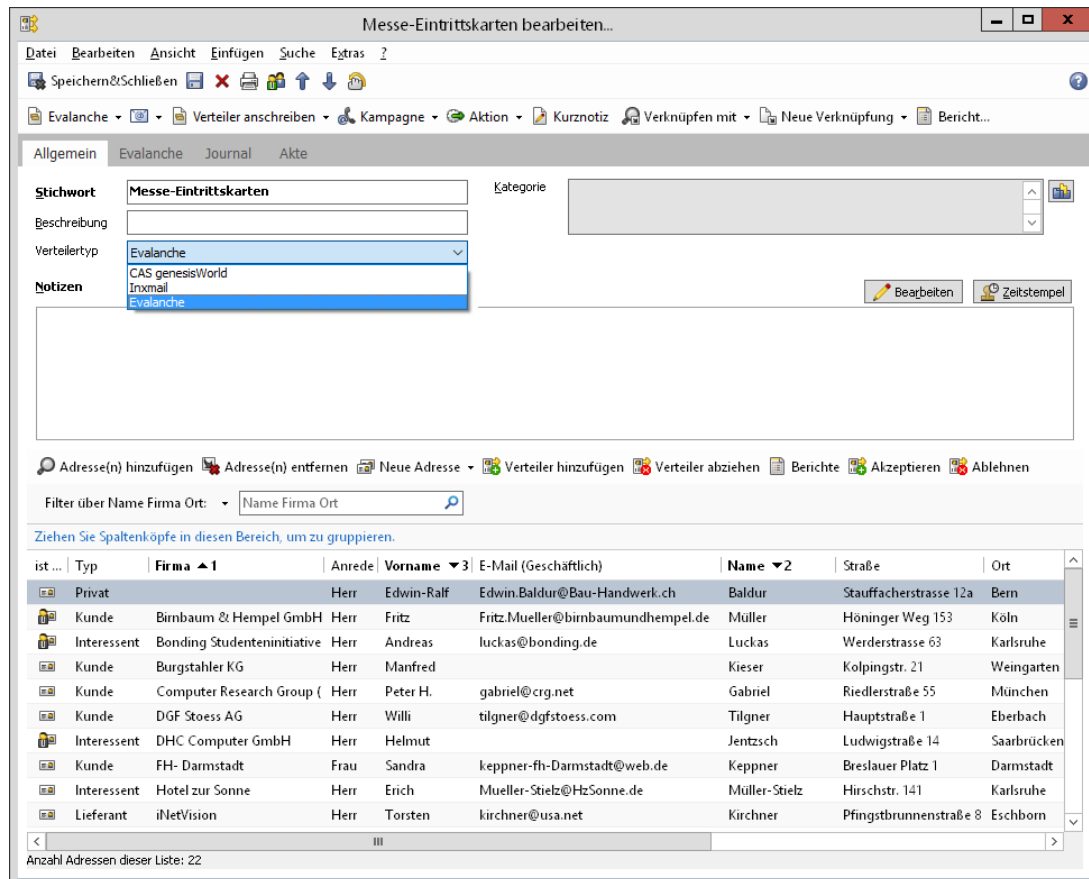 Messe-Eintrittskarten bearbeiten...
Datei Bearbeiten Ansicht Einfügen Suche Extras ?
Speichern&Schließen
Evalanche Verteiler anschreiben Kampagne Aktion Kurznotiz Verknüpfen mit Neue Verknüpfung Bericht...
Allgemein Evalanche Journal Akte
Stichwort Messe-Eintrittskarten Kategorie
Beschreibung
Verteilertyp Evalanche
CAS genesisWorld
Inxmail
Evalanche
Notizen Bearbeiten Zeitstempel
Adresse(n) hinzufügen Adresse(n) entfernen Neue Adresse Verteiler hinzufügen Verteiler abziehen Berichte Akzeptieren Ablehnen
Filter über Name Firma Ort: Name Firma Ort
Ziehen Sie Spaltenköpfe in diesen Bereich, um zu gruppieren.
ist ... Typ Firma ▲1 Anrede Vorname ▼3 E-Mail (Geschäftlich) Name ▼2 Straße Ort
Privat Herr Edwin-Ralf Edwin.Baldur@Bau-Handwerk.ch Baldur Stauffacherstrasse 12a Bern
Kunde Birnbaum & Hempel GmbH Herr Fritz Fritz.Mueller@birnbaumundhempel.de Müller Höninger Weg 153 Köln
Interessent Bonding Studenteninitiative Herr Andreas luckas@bonding.de Luckas Werderstrasse 63 Karlsruhe
Kunde Burgstahler KG Herr Manfred Kieser Kolpingstr. 21 Weingarten
Kunde Computer Research Group ( Herr Peter H. gabriel@crg.net Gabriel Riedlerstraße 55 München
Kunde DGF Stoess AG Herr Willi tilgner@dgfstoess.com Tilgner Hauptstraße 1 Eberbach
Interessent DHC Computer GmbH Herr Helmut Jentzsch Ludwigstraße 14 Saarbrücken
Kunde FH- Darmstadt Frau Sandra keppner-fh-Darmstadt@web.de Keppner Breslauer Platz 1 Darmstadt
Interessent Hotel zur Sonne Herr Erich Mueller-Stielz@HzSonne.de Müller-Stielz Hirschstr. 141 Karlsruhe
Lieferant iNetVision Herr Torsten kirchner@usa.net Kirchner Pfingstbrunnenstraße 8 Eschborn
Anzahl Adressen dieser Liste: 22